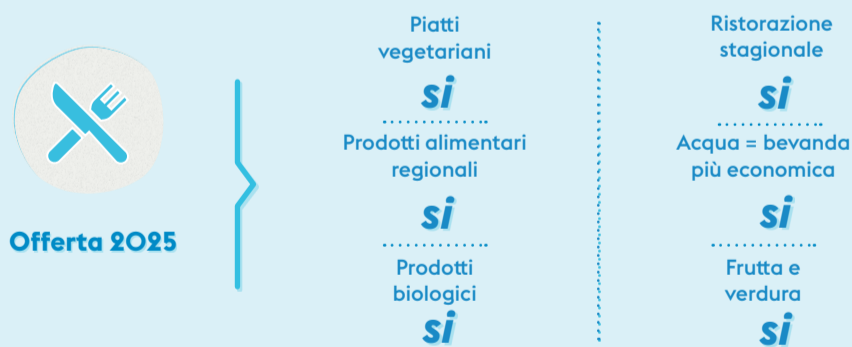 Offerta 2025
Piatti
vegetariani
si
Prodotti alimentari
regionali
si
Prodotti
biologici
si
Ristorazione
stagionale
si
Acqua = bevanda
più economica
si
Frutta e
verdura
si